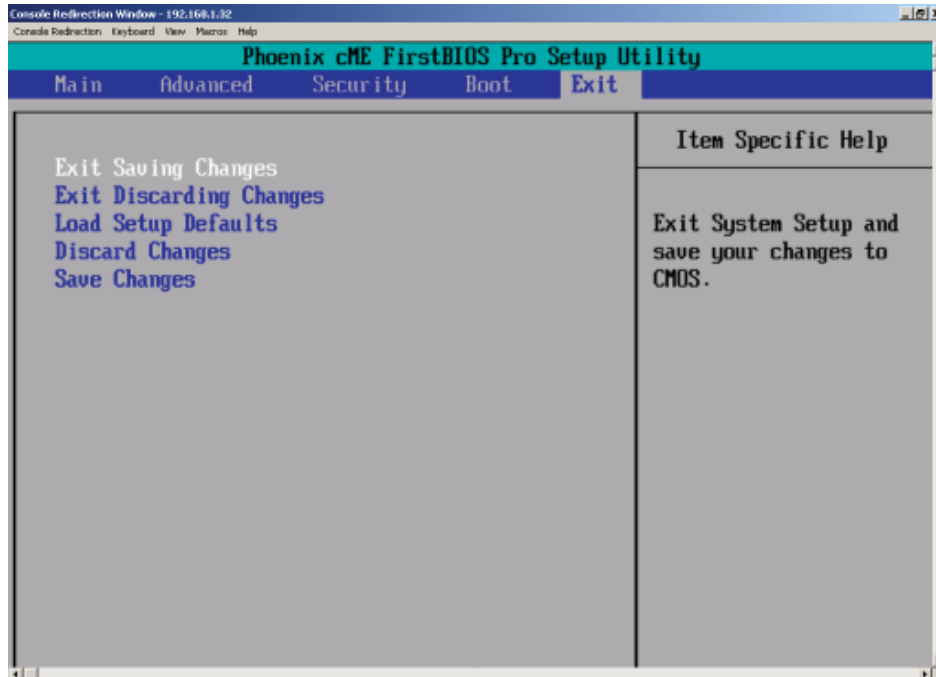 Console Redirection Window - 192.168.1.32
Console Redirection Keyboard View Macros Help
Phoenix cME FirstBIOS Pro Setup Utility
Main Advanced Security Boot Exit
Item Specific Help
Exit Saving Changes
Exit Discarding Changes
Load Setup Defaults
Discard Changes
Save Changes
Exit System Setup and
save your changes to
CMOS.